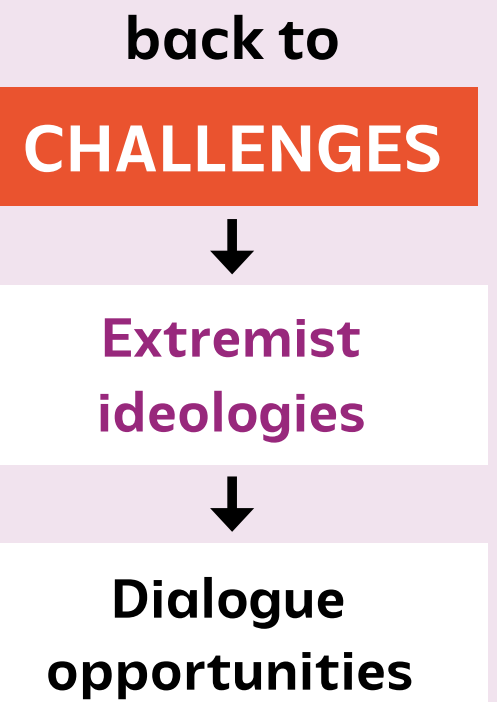 back to
CHALLENGES
Extremist
ideologies
Dialogue
opportunities